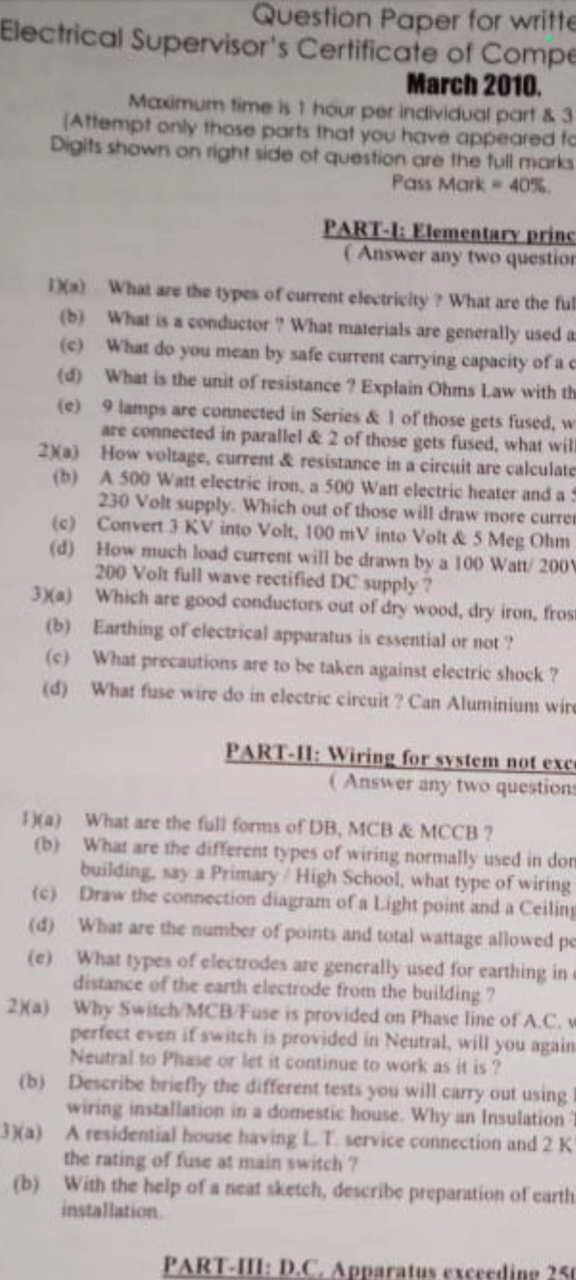 Question Paper for writte
Electrical Supervisor's Certificate of Compe
March 2010.
Maximum time is 1 hour per individual part & 3
(Attempt only those parts that you have appeared fo
Digits shown on right side of question are the full marks
Pass Mark = 40%.
PART-I: Elementary princ
( Answer any two question
1)(a) What are the types of current electricity ? What are the ful
(b) What is a conductor ? What materials are generally used a
(c) What do you mean by safe current carrying capacity of a c
(d) What is the unit of resistance ? Explain Ohms Law with th
(e) 9 lamps are connected in Series & 1 of those gets fused, w
are connected in parallel & 2 of those gets fused, what will
2)(a) How voltage, current & resistance in a circuit are calculate
(b) A 500 Watt electric iron, a 500 Watt electric heater and a 5
230 Volt supply. Which out of those will draw more curren
(c) Convert 3 KV into Volt, 100 mV into Volt & 5 Meg Ohm
(d) How much load current will be drawn by a 100 Watt/ 200V
200 Volt full wave rectified DC supply ?
3)(a) Which are good conductors out of dry wood, dry iron, fros
(b) Earthing of electrical apparatus is essential or not ?
(c) What precautions are to be taken against electric shock ?
(d) What fuse wire do in electric circuit ? Can Aluminium wire
PART-II: Wiring for system not exce
( Answer any two questions
1)(a) What are the full forms of DB, MCB & MCCB ?
(b) What are the different types of wiring normally used in dom
building, say a Primary / High School, what type of wiring
(c) Draw the connection diagram of a Light point and a Ceiling
(d) What are the number of points and total wattage allowed pe
(e) What types of electrodes are generally used for earthing in
distance of the earth electrode from the building ?
2)(a) Why Switch/MCB/Fuse is provided on Phase line of A.C. w
perfect even if switch is provided in Neutral, will you again
Neutral to Phase or let it continue to work as it is ?
(b) Describe briefly the different tests you will carry out using
wiring installation in a domestic house. Why an Insulation
3)(a) A residential house having L.T. service connection and 2 K
the rating of fuse at main switch ?
(b) With the help of a neat sketch, describe preparation of earth
installation.
PART-III: D.C. Apparatus exceeding 250